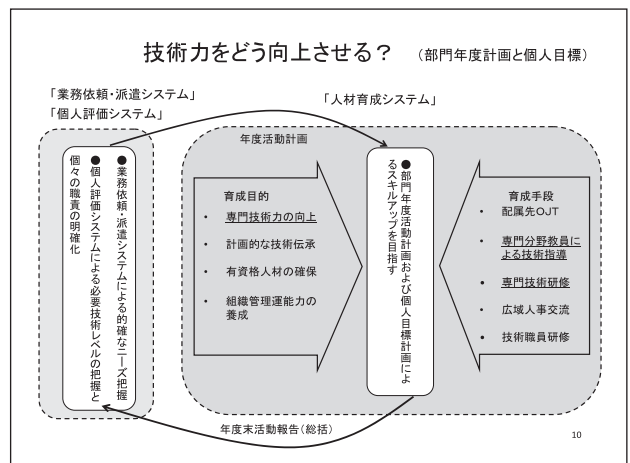 技術力をどう向上させる？ （部門年度計画と個人目標）
「業務依頼・派遣システム」
「個人評価システム」
「人材育成システム」
年度活動計画
●業務依頼・派遣システムによる的確なニーズ把握
●個人評価システムによる必要技術レベルの把握と
個々の職責の明確化
育成目的
• 専門技術力の向上
• 計画的な技術伝承
• 有資格人材の確保
• 組織管理運能力の
養成
●部門年度活動計画および個人目標計画によ
るスキルアップを目指す
育成手段
• 配属先OJT
• 専門分野教員に
よる技術指導
• 専門技術研修
• 広域人事交流
• 技術職員研修
年度末活動報告（総括）
10